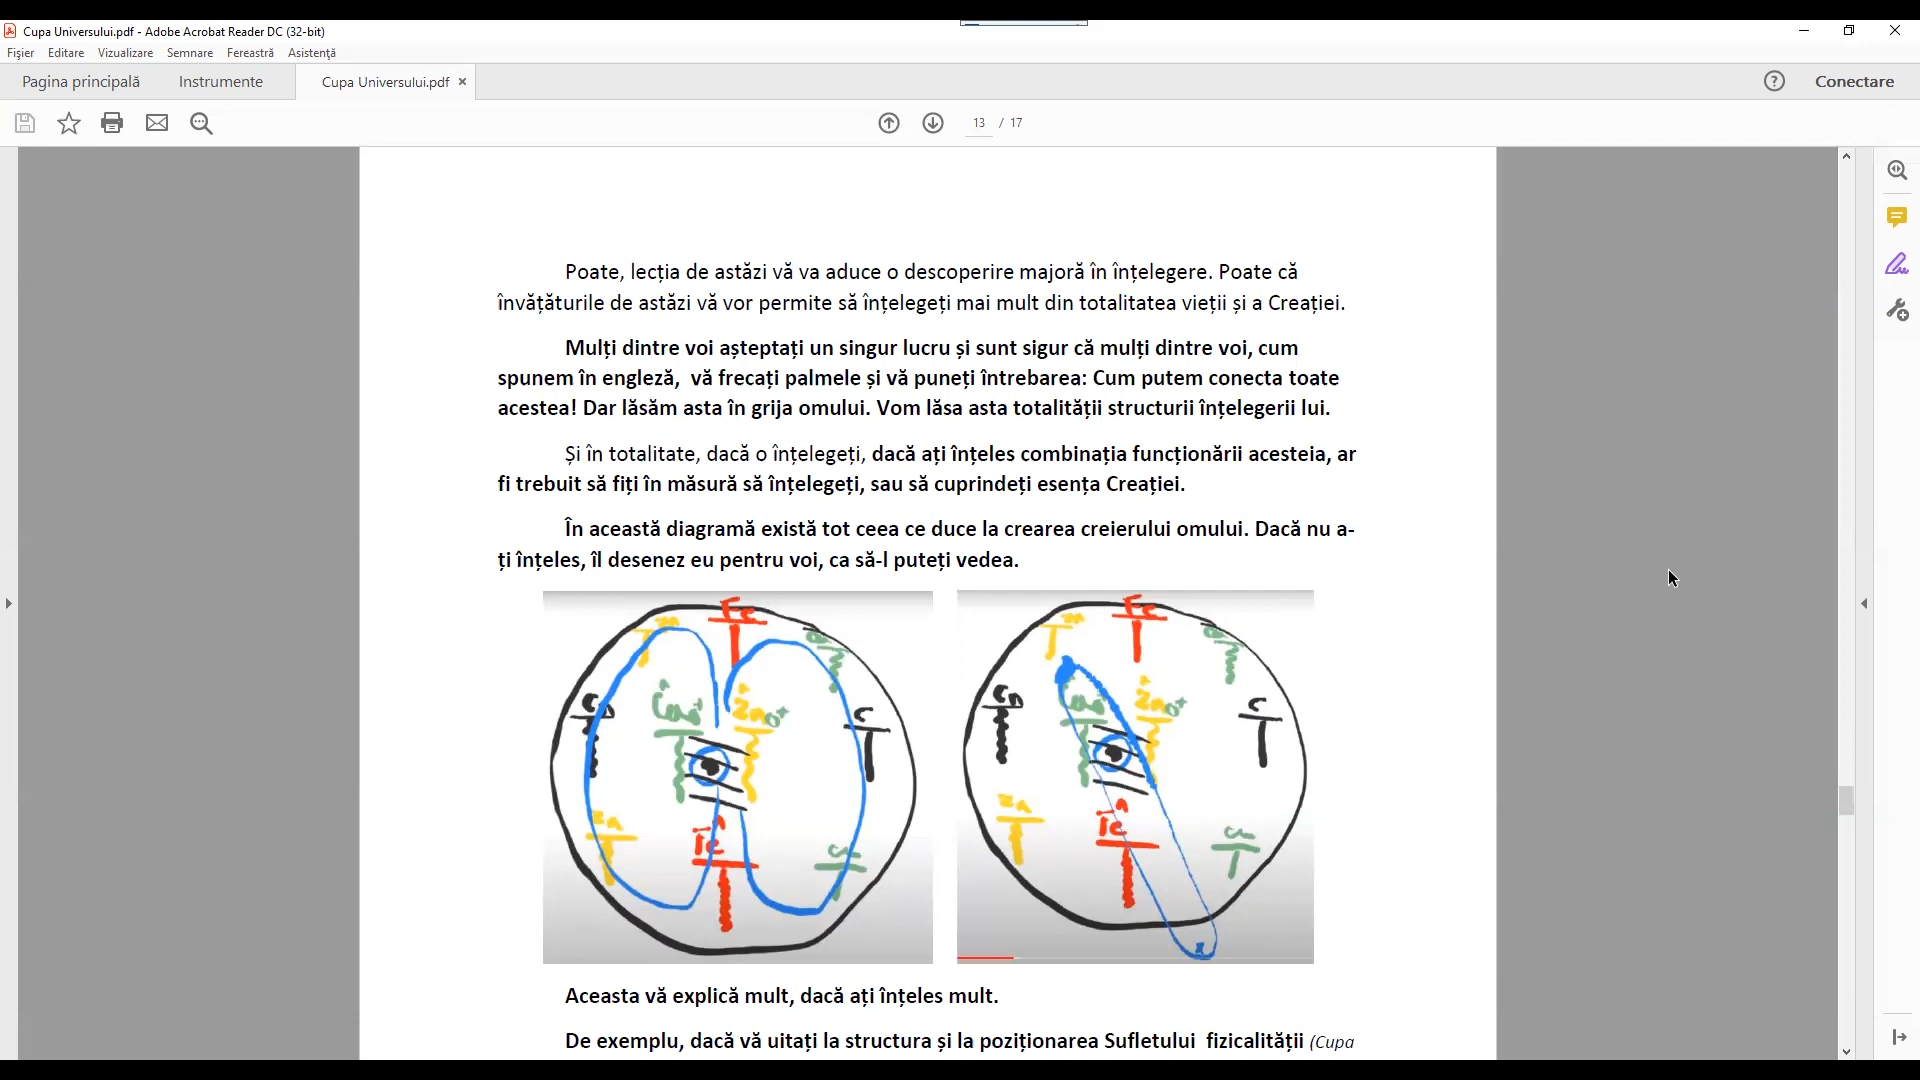 Cupa Universului.pdf - Adobe Acrobat Reader DC (32-bit)
Fișier Editare Vizualizare Semnare Fereastră Asistență
Pagina principală Instrumente Cupa Universului.pdf × ? Conectare
13 / 17
Poate, lecția de astăzi vă va aduce o descoperire majoră în înțelegere. Poate că
învățăturile de astăzi vă vor permite să înțelegeți mai mult din totalitatea vieții și a Creației.
Mulți dintre voi așteptați un singur lucru și sunt sigur că mulți dintre voi, cum
spunem în engleză, vă frecați palmele și vă puneți întrebarea: Cum putem conecta toate
acestea! Dar lăsăm asta în grija omului. Vom lăsa asta totalității structurii înțelegerii lui.
Și în totalitate, dacă o înțelegeți, dacă ați înțeles combinația funcționării acesteia, ar
fi trebuit să fiți în măsură să înțelegeți, sau să cuprindeți esența Creației.
În această diagramă există tot ceea ce duce la crearea creierului omului. Dacă nu a-
ți înțeles, îl desenez eu pentru voi, ca să-l puteți vedea.
Aceasta vă explică mult, dacă ați înțeles mult.
De exemplu, dacă vă uitați la structura și la poziționarea Sufletului fizicalității (Cupa